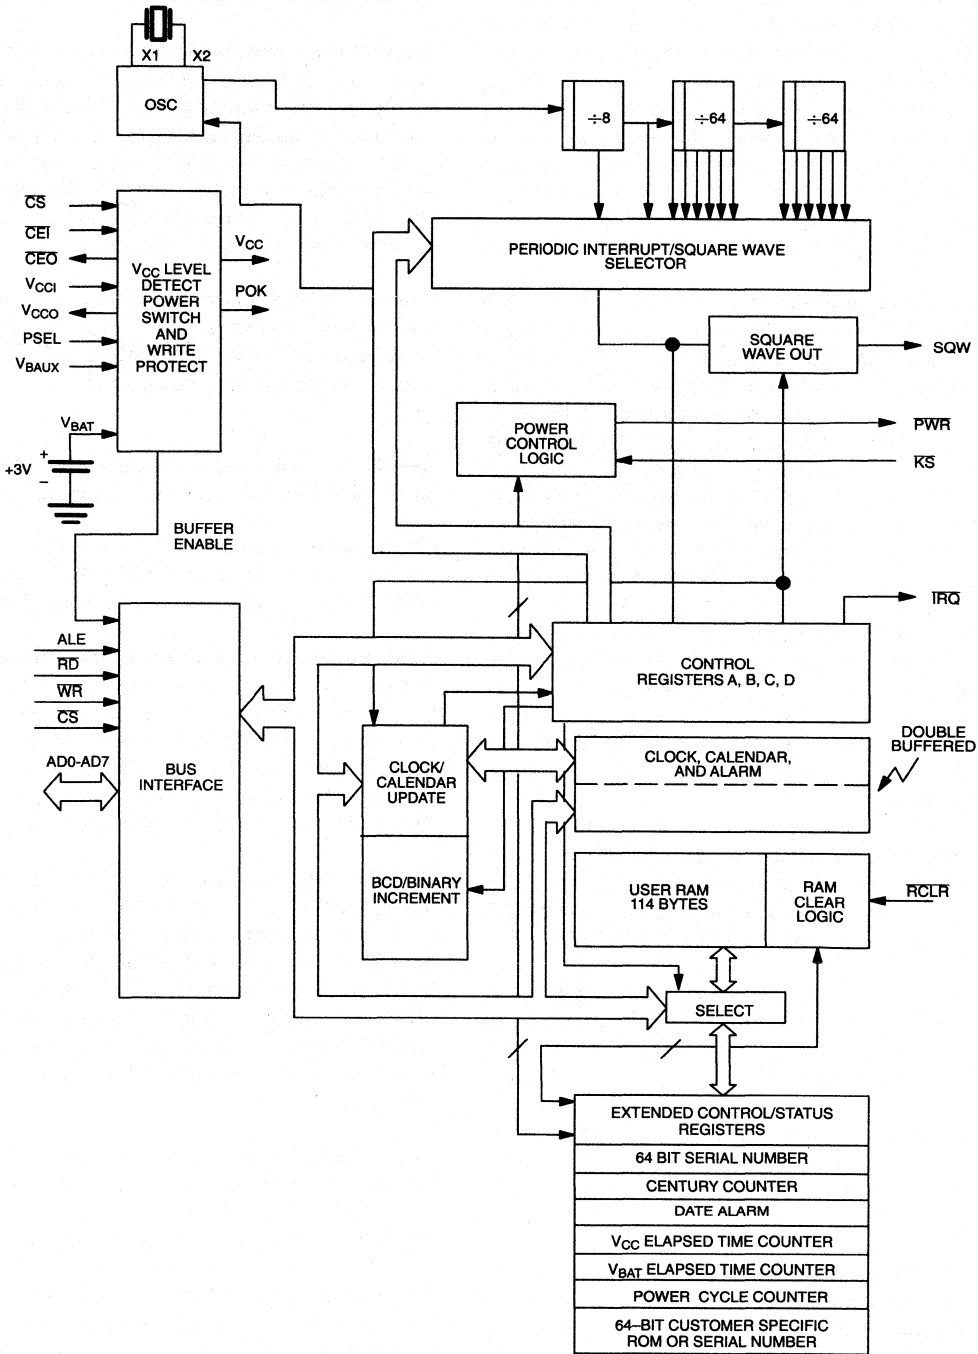 X1 X2
OSC
÷8
÷64
÷64
CS
CEI
CEO
VCCI
VCCO
PSEL
VBAUX
VCC LEVEL
DETECT
POWER
SWITCH
AND
WRITE
PROTECT
VCC
POK
PERIODIC INTERRUPT/SQUARE WAVE
SELECTOR
SQUARE
WAVE OUT
SQW
VBAT
+
+3V
−
POWER
CONTROL
LOGIC
PWR
KS
BUFFER
ENABLE
IRQ
ALE
RD
WR
CS
AD0-AD7
BUS
INTERFACE
CONTROL
REGISTERS A, B, C, D
CLOCK/
CALENDAR
UPDATE
CLOCK, CALENDAR,
AND ALARM
DOUBLE
BUFFERED
BCD/BINARY
INCREMENT
USER RAM
114 BYTES
RAM
CLEAR
LOGIC
RCLR
SELECT
EXTENDED CONTROL/STATUS
REGISTERS
64 BIT SERIAL NUMBER
CENTURY COUNTER
DATE ALARM
VCC ELAPSED TIME COUNTER
VBAT ELAPSED TIME COUNTER
POWER CYCLE COUNTER
64–BIT CUSTOMER SPECIFIC
ROM OR SERIAL NUMBER